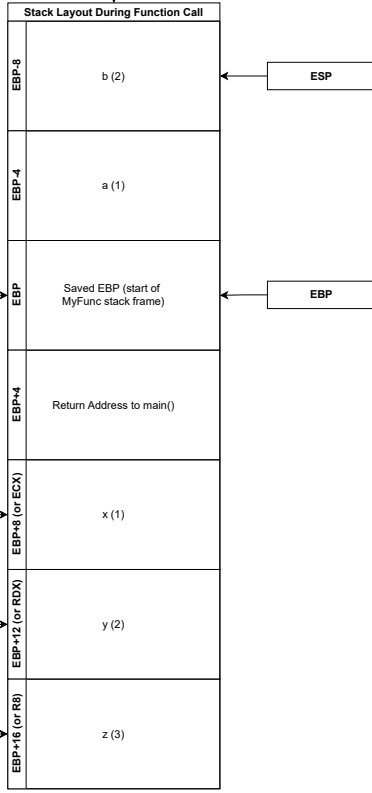 Stack Layout During Function Call
EBP-8
b (2)
ESP
EBP-4
a (1)
EBP
Saved EBP (start of
MyFunc stack frame)
EBP
EBP+4
Return Address to main()
EBP+8 (or ECX)
x (1)
EBP+12 (or RDX)
y (2)
EBP+16 (or R8)
z (3)